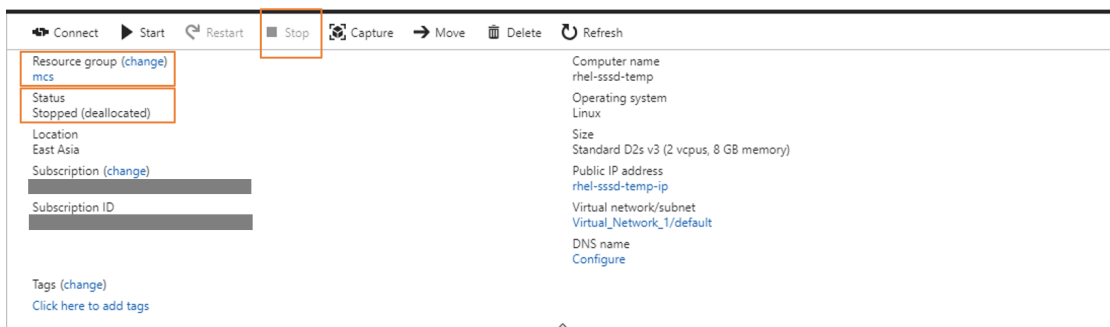 Connect Start Restart Stop Capture Move Delete Refresh
Resource group (change)
mcs
Status
Stopped (deallocated)
Location
East Asia
Subscription (change)
Subscription ID
Tags (change)
Click here to add tags
Computer name
rhel-sssd-temp
Operating system
Linux
Size
Standard D2s v3 (2 vcpus, 8 GB memory)
Public IP address
rhel-sssd-temp-ip
Virtual network/subnet
Virtual_Network_1/default
DNS name
Configure